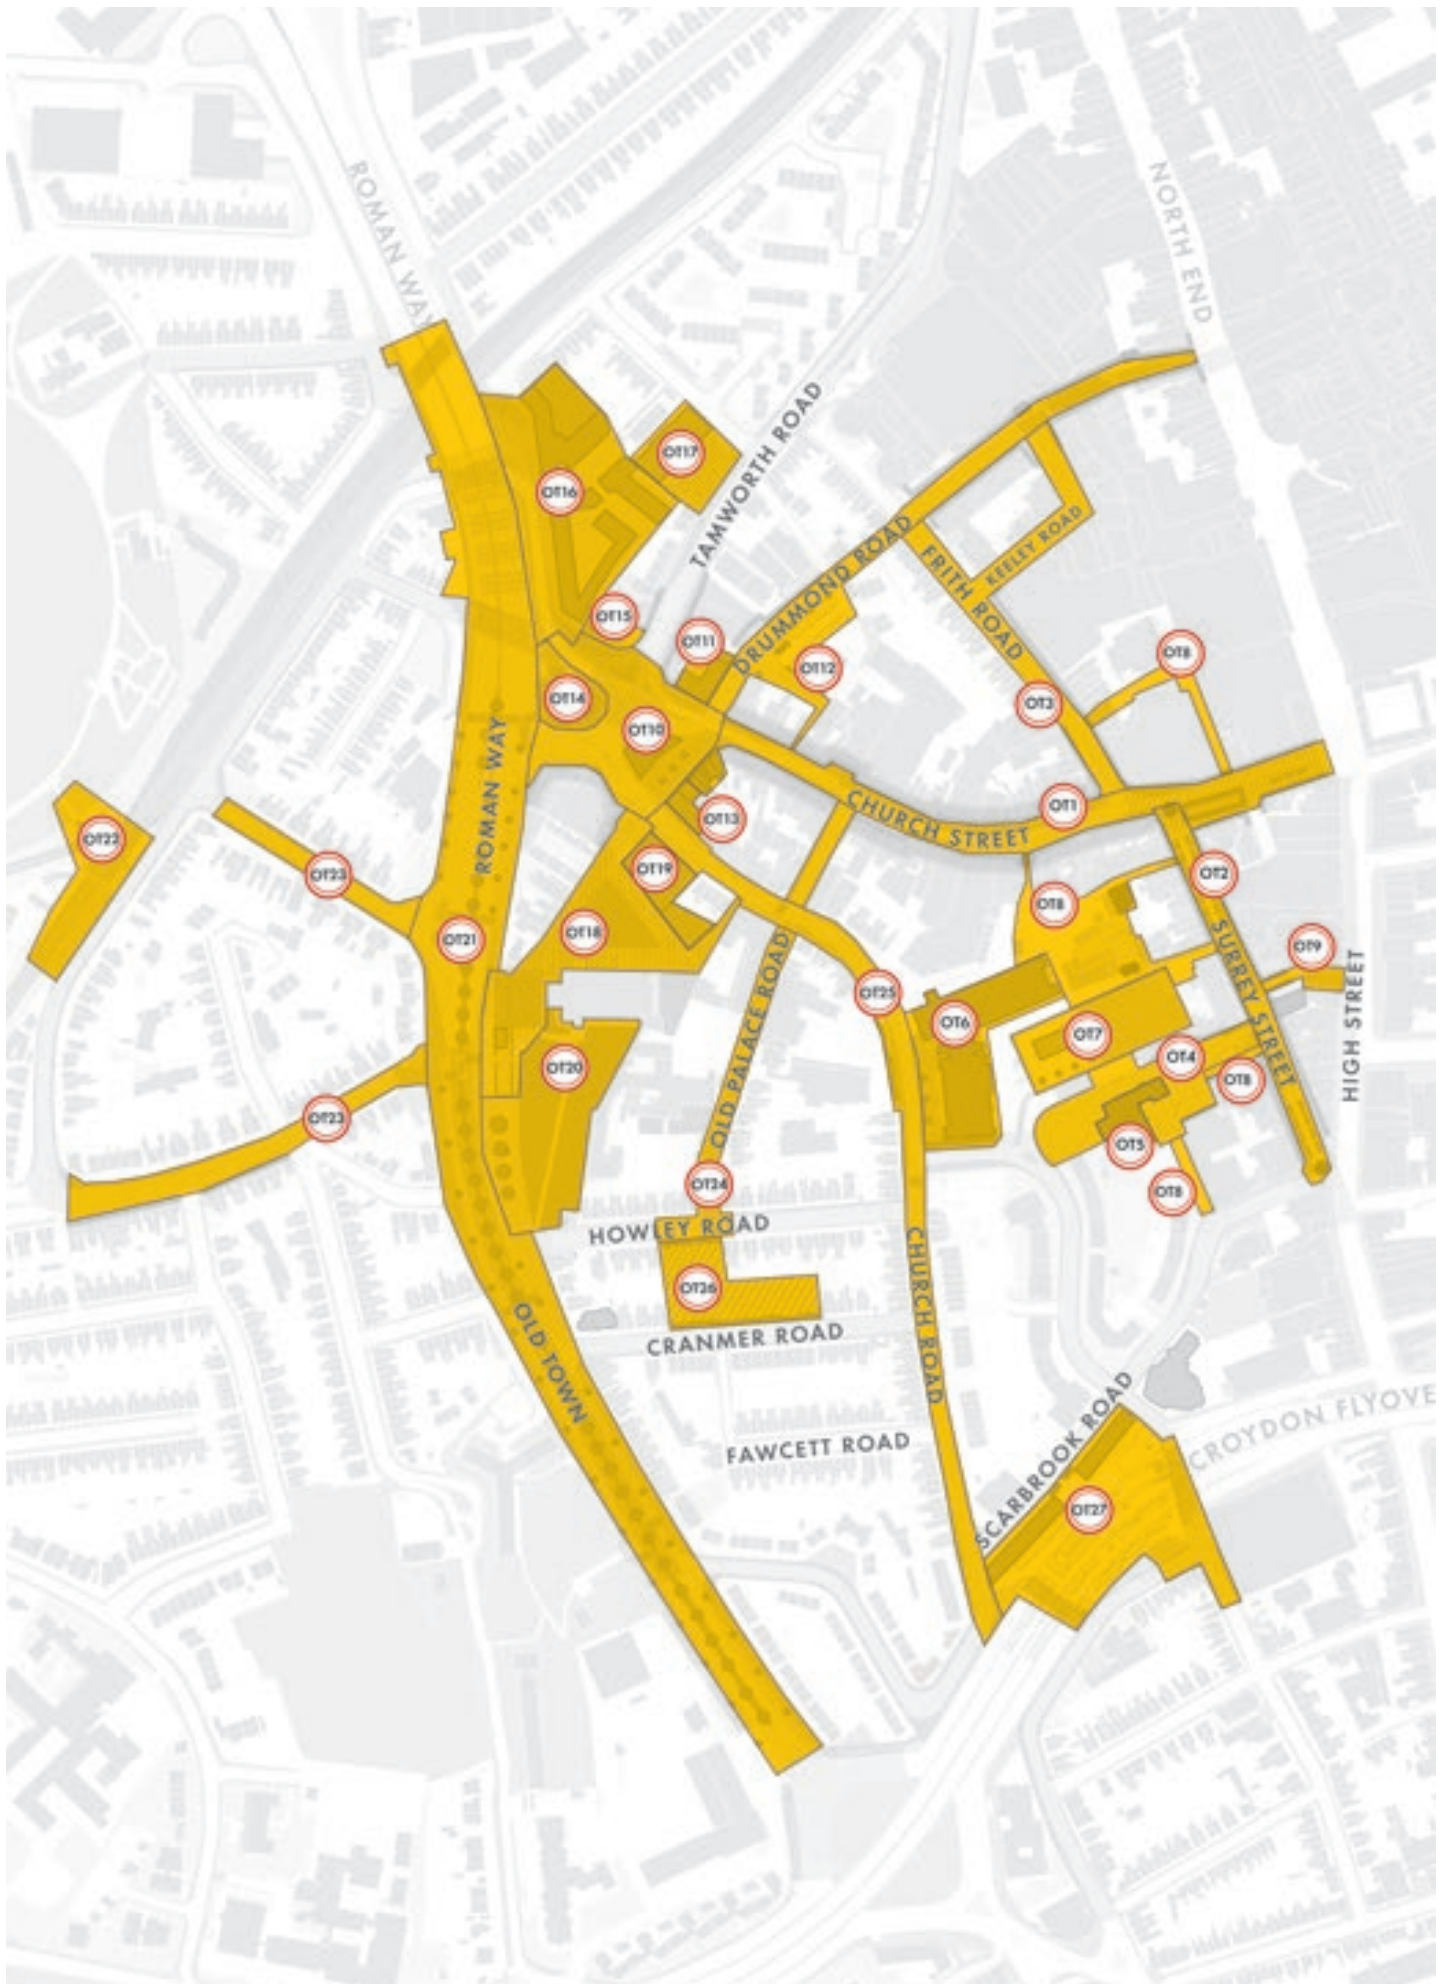 ROMAN WAY
NORTH END
OT17
TAMWORTH ROAD
OT16
DRUMMOND ROAD
KEELEY ROAD
FRITH ROAD
OT15
OT11
OT12
OT8
OT14
OT3
OT10
ROMAN WAY
OT1
CHURCH STREET
OT13
OT22
OT23
OT19
OT2
OT8
OT18
OT21
OLD PALACE ROAD
SURREY STREET
OT9
HIGH STREET
OT25
OT6
OT7
OT4
OT20
OT8
OT23
OT5
OT24
OT8
HOWLEY ROAD
OT26
CHURCH ROAD
CRANMER ROAD
OLD TOWN
FAWCETT ROAD
SCARBROOK ROAD
CROYDON FLYOVE
OT27